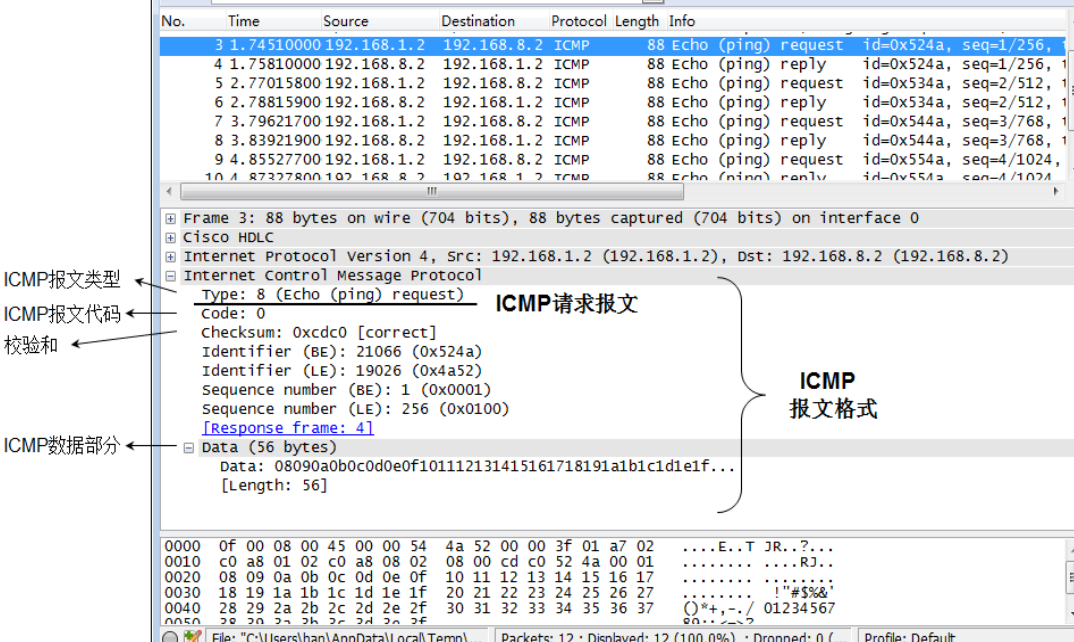 No. Time Source Destination Protocol Length Info
3 1.74510000 192.168.1.2 192.168.8.2 ICMP 88 Echo (ping) request id=0x524a, seq=1/256,
4 1.75810000 192.168.8.2 192.168.1.2 ICMP 88 Echo (ping) reply id=0x524a, seq=1/256,
5 2.77015800 192.168.1.2 192.168.8.2 ICMP 88 Echo (ping) request id=0x534a, seq=2/512,
6 2.78815900 192.168.8.2 192.168.1.2 ICMP 88 Echo (ping) reply id=0x534a, seq=2/512,
7 3.79621700 192.168.1.2 192.168.8.2 ICMP 88 Echo (ping) request id=0x544a, seq=3/768,
8 3.83921900 192.168.8.2 192.168.1.2 ICMP 88 Echo (ping) reply id=0x544a, seq=3/768,
9 4.85527700 192.168.1.2 192.168.8.2 ICMP 88 Echo (ping) request id=0x554a, seq=4/1024,
10 4.87327800 192.168.8.2 192.168.1.2 ICMP 88 Echo (ping) reply id=0x554a, seq=4/1024
Frame 3: 88 bytes on wire (704 bits), 88 bytes captured (704 bits) on interface 0
Cisco HDLC
Internet Protocol Version 4, Src: 192.168.1.2 (192.168.1.2), Dst: 192.168.8.2 (192.168.8.2)
Internet Control Message Protocol
ICMP报文类型
Type: 8 (Echo (ping) request)
ICMP请求报文
ICMP报文代码
Code: 0
校验和
Checksum: 0xcdc0 [correct]
Identifier (BE): 21066 (0x524a)
Identifier (LE): 19026 (0x4a52)
Sequence number (BE): 1 (0x0001)
Sequence number (LE): 256 (0x0100)
ICMP
报文格式
[Response frame: 4]
ICMP数据部分
Data (56 bytes)
Data: 08090a0b0c0d0e0f101112131415161718191a1b1c1d1e1f...
[Length: 56]
0000 0f 00 08 00 45 00 00 54 4a 52 00 00 3f 01 a7 02 ....E..T JR..?...
0010 c0 a8 01 02 c0 a8 08 02 08 00 cd c0 52 4a 00 01 ........ ....RJ..
0020 08 09 0a 0b 0c 0d 0e 0f 10 11 12 13 14 15 16 17 ........ ........
0030 18 19 1a 1b 1c 1d 1e 1f 20 21 22 23 24 25 26 27 ........ !"#$%&'
0040 28 29 2a 2b 2c 2d 2e 2f 30 31 32 33 34 35 36 37 ()*+,-./ 01234567
0050 38 39 3a 3b 3c 3d 3e 3f 89:;<=>?
File: "C:\Users\han\AppData\Local\Temp\... Packets: 12 · Displayed: 12 (100.0%) · Dropped: 0 (... Profile: Default